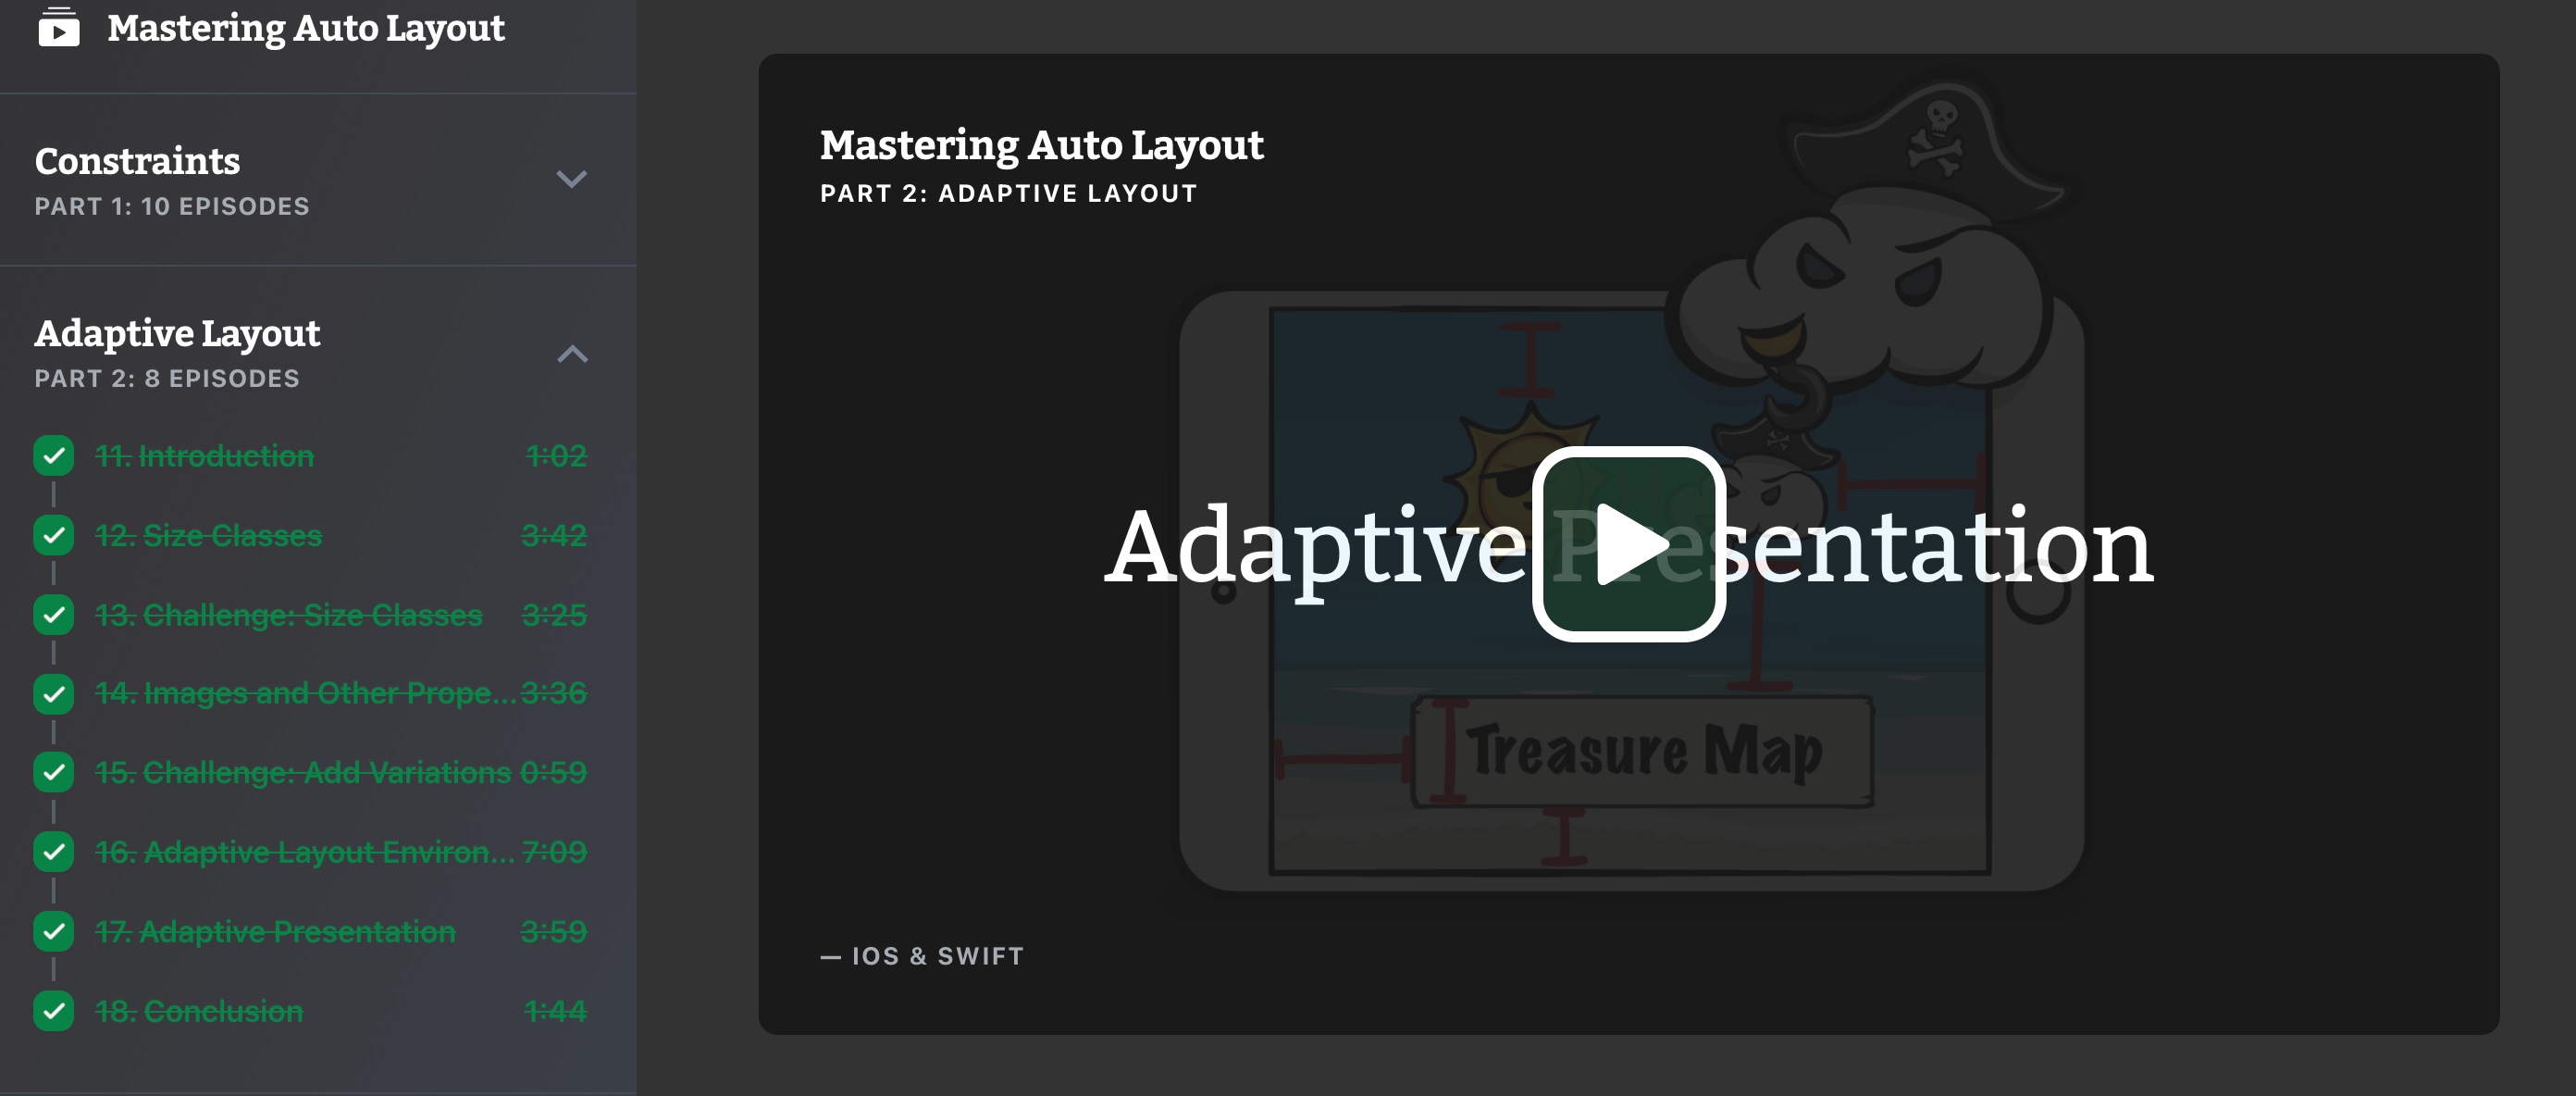 Mastering Auto Layout
Constraints
PART 1: 10 EPISODES
Adaptive Layout
PART 2: 8 EPISODES
11. Introduction 1:02
12. Size Classes 3:42
13. Challenge: Size Classes 3:25
14. Images and Other Prope... 3:36
15. Challenge: Add Variations 0:59
16. Adaptive Layout Environ... 7:09
17. Adaptive Presentation 3:59
18. Conclusion 1:44
Mastering Auto Layout
PART 2: ADAPTIVE LAYOUT
Adaptive Presentation
Treasure Map
— IOS & SWIFT